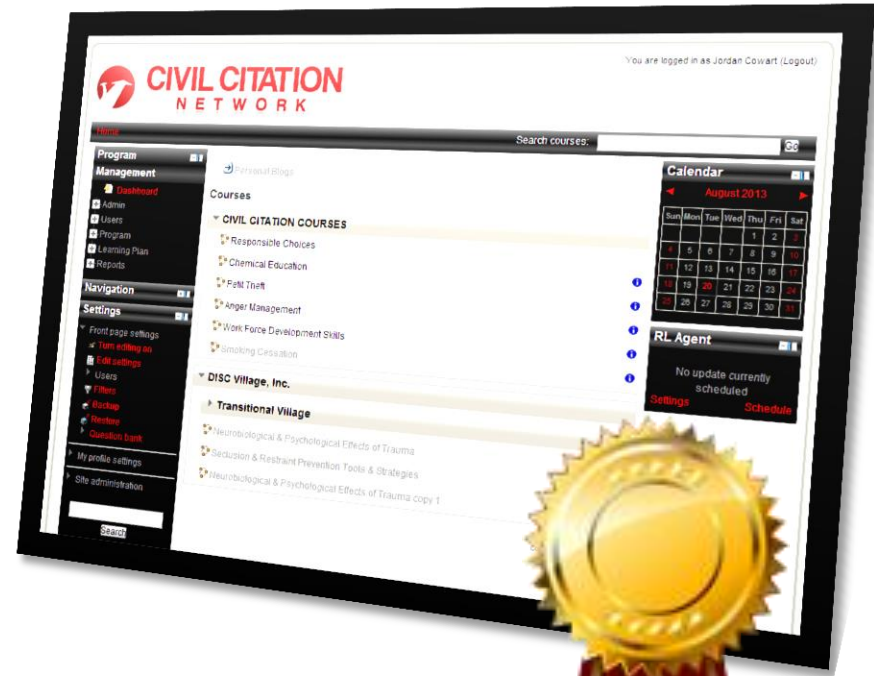 You are logged in as Jordan Cowart (Logout)
CIVIL CITATION
NETWORK
Home
Search courses:
Go
Program
Management
Dashboard
Admin
Users
Program
Learning Plan
Reports
Navigation
Settings
Front page settings
Turn editing on
Edit settings
Users
Filters
Backup
Restore
Question bank
My profile settings
Site administration
Search
Personal Blogs
Courses
CIVIL CITATION COURSES
Responsible Choices
Chemical Education
Petit Theft
Anger Management
Work Force Development Skills
Smoking Cessation
DISC Village, Inc.
Transitional Village
Neurobiological & Psychological Effects of Trauma
Seclusion & Restraint Prevention Tools & Strategies
Neurobiological & Psychological Effects of Trauma copy 1
Calendar
August 2013
Sun Mon Tue Wed Thu Fri Sat
1 2 3
4 5 6 7 8 9 10
11 12 13 14 15 16 17
18 19 20 21 22 23 24
25 26 27 28 29 30 31
RL Agent
No update currently
scheduled
Settings
Schedule